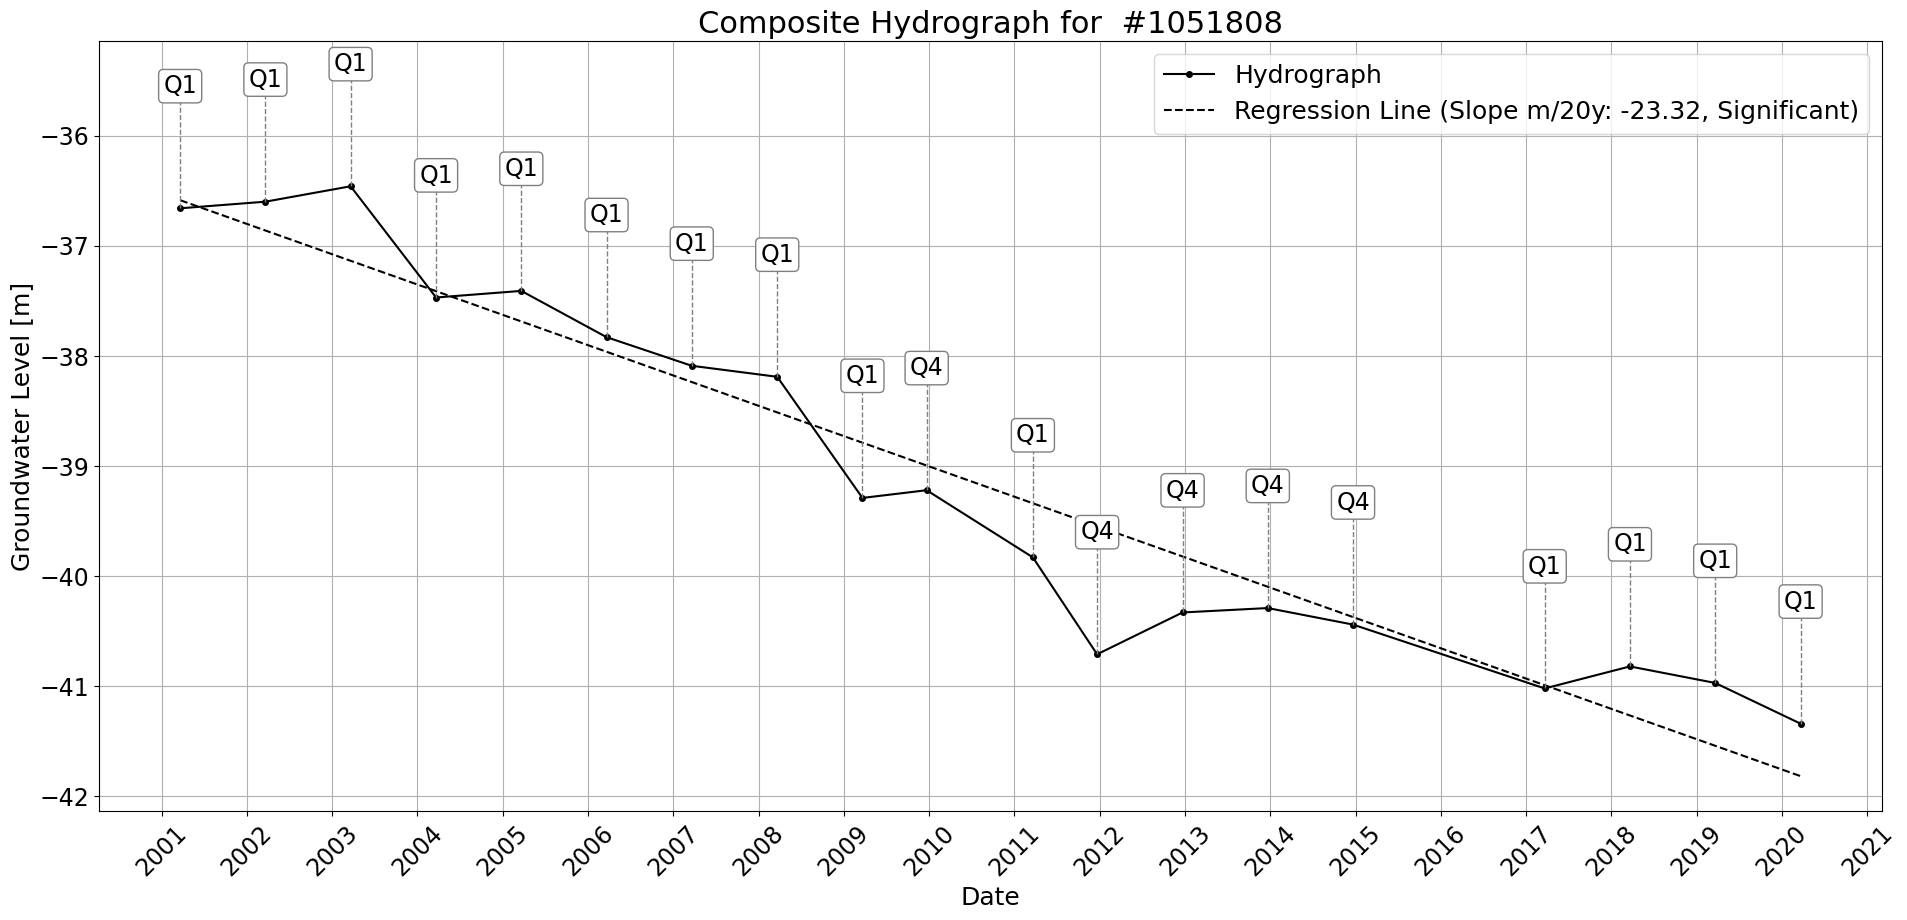 Composite Hydrograph for  #1051808
Hydrograph
Regression Line (Slope m/20y: -23.32, Significant)
Q1
Q1
Q1
Q1
Q1
Q1
Q1
Q1
Q1
Q4
Q1
Q4
Q4
Q4
Q4
Q1
Q1
Q1
Q1
Groundwater Level [m]
−36
−37
−38
−39
−40
−41
−42
2001
2002
2003
2004
2005
2006
2007
2008
2009
2010
2011
2012
2013
2014
2015
2016
2017
2018
2019
2020
2021
Date